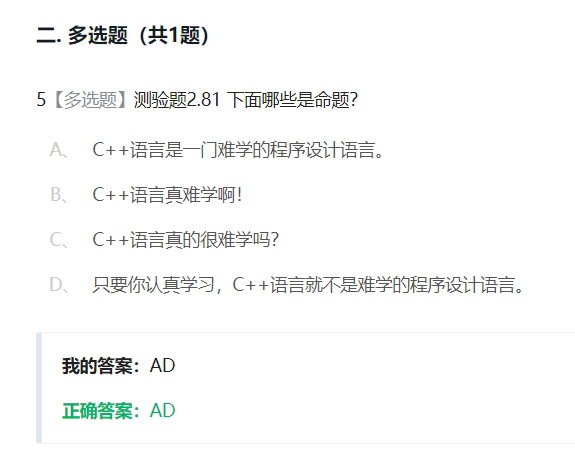 二. 多选题（共1题）
5【多选题】测验题2.81 下面哪些是命题？
A、 C++语言是一门难学的程序设计语言。
B、 C++语言真难学啊！
C、 C++语言真的很难学吗？
D、 只要你认真学习，C++语言就不是难学的程序设计语言。
我的答案：AD
正确答案：AD